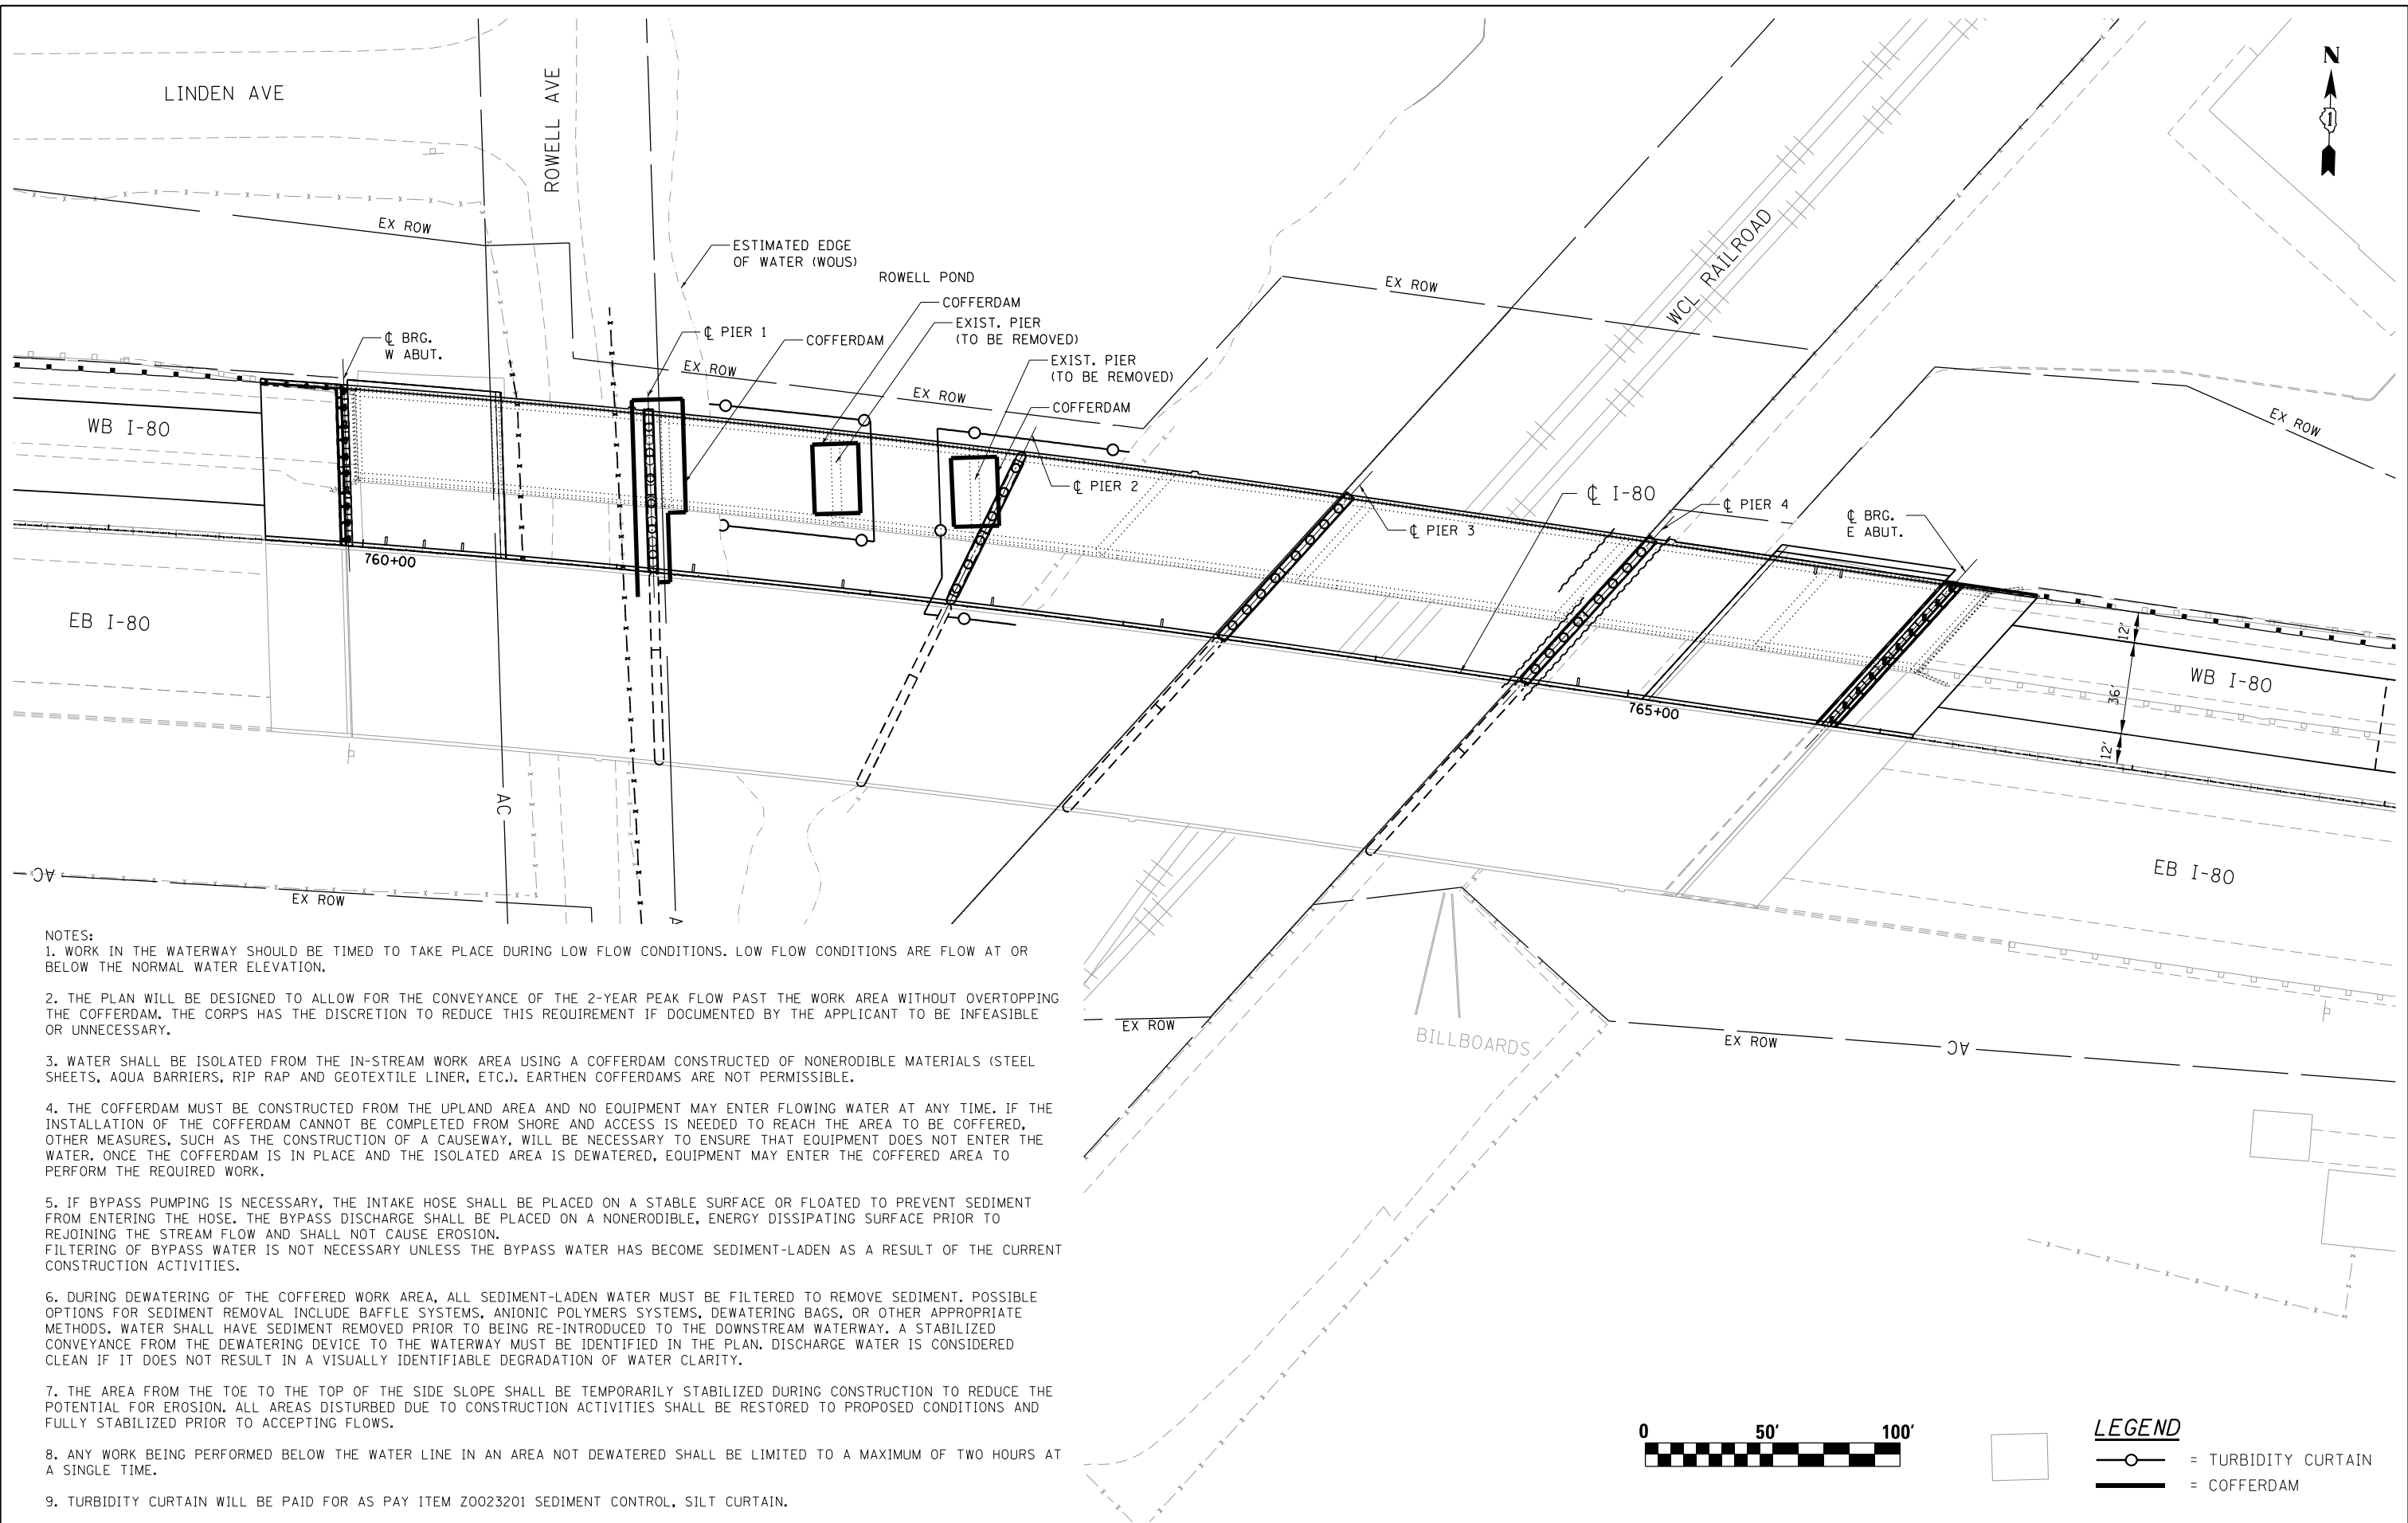 N
1
LINDEN AVE
ROWELL AVE
EX ROW
ESTIMATED EDGE
OF WATER (WOUS)
ROWELL POND
COFFERDAM
EXIST. PIER
(TO BE REMOVED)
EXIST. PIER
(TO BE REMOVED)
COFFERDAM
COFFERDAM
℄ PIER 1
℄ BRG.
W ABUT.
EX ROW
EX ROW
EX ROW
WCL RAILROAD
EX ROW
WB I-80
EB I-80
760+00
℄ PIER 2
℄ PIER 3
℄ I-80
℄ PIER 4
℄ BRG.
E ABUT.
765+00
12'
36'
12'
WB I-80
EB I-80
AC
A
AC
EX ROW
EX ROW
BILLBOARDS
EX ROW
AC
NOTES:
1. WORK IN THE WATERWAY SHOULD BE TIMED TO TAKE PLACE DURING LOW FLOW CONDITIONS. LOW FLOW CONDITIONS ARE FLOW AT OR
BELOW THE NORMAL WATER ELEVATION.
2. THE PLAN WILL BE DESIGNED TO ALLOW FOR THE CONVEYANCE OF THE 2-YEAR PEAK FLOW PAST THE WORK AREA WITHOUT OVERTOPPING
THE COFFERDAM. THE CORPS HAS THE DISCRETION TO REDUCE THIS REQUIREMENT IF DOCUMENTED BY THE APPLICANT TO BE INFEASIBLE
OR UNNECESSARY.
3. WATER SHALL BE ISOLATED FROM THE IN-STREAM WORK AREA USING A COFFERDAM CONSTRUCTED OF NONERODIBLE MATERIALS (STEEL
SHEETS, AQUA BARRIERS, RIP RAP AND GEOTEXTILE LINER, ETC.). EARTHEN COFFERDAMS ARE NOT PERMISSIBLE.
4. THE COFFERDAM MUST BE CONSTRUCTED FROM THE UPLAND AREA AND NO EQUIPMENT MAY ENTER FLOWING WATER AT ANY TIME. IF THE
INSTALLATION OF THE COFFERDAM CANNOT BE COMPLETED FROM SHORE AND ACCESS IS NEEDED TO REACH THE AREA TO BE COFFERED,
OTHER MEASURES, SUCH AS THE CONSTRUCTION OF A CAUSEWAY, WILL BE NECESSARY TO ENSURE THAT EQUIPMENT DOES NOT ENTER THE
WATER. ONCE THE COFFERDAM IS IN PLACE AND THE ISOLATED AREA IS DEWATERED, EQUIPMENT MAY ENTER THE COFFERED AREA TO
PERFORM THE REQUIRED WORK.
5. IF BYPASS PUMPING IS NECESSARY, THE INTAKE HOSE SHALL BE PLACED ON A STABLE SURFACE OR FLOATED TO PREVENT SEDIMENT
FROM ENTERING THE HOSE. THE BYPASS DISCHARGE SHALL BE PLACED ON A NONERODIBLE, ENERGY DISSIPATING SURFACE PRIOR TO
REJOINING THE STREAM FLOW AND SHALL NOT CAUSE EROSION.
FILTERING OF BYPASS WATER IS NOT NECESSARY UNLESS THE BYPASS WATER HAS BECOME SEDIMENT-LADEN AS A RESULT OF THE CURRENT
CONSTRUCTION ACTIVITIES.
6. DURING DEWATERING OF THE COFFERED WORK AREA, ALL SEDIMENT-LADEN WATER MUST BE FILTERED TO REMOVE SEDIMENT. POSSIBLE
OPTIONS FOR SEDIMENT REMOVAL INCLUDE BAFFLE SYSTEMS, ANIONIC POLYMERS SYSTEMS, DEWATERING BAGS, OR OTHER APPROPRIATE
METHODS. WATER SHALL HAVE SEDIMENT REMOVED PRIOR TO BEING RE-INTRODUCED TO THE DOWNSTREAM WATERWAY. A STABILIZED
CONVEYANCE FROM THE DEWATERING DEVICE TO THE WATERWAY MUST BE IDENTIFIED IN THE PLAN. DISCHARGE WATER IS CONSIDERED
CLEAN IF IT DOES NOT RESULT IN A VISUALLY IDENTIFIABLE DEGRADATION OF WATER CLARITY.
7. THE AREA FROM THE TOE TO THE TOP OF THE SIDE SLOPE SHALL BE TEMPORARILY STABILIZED DURING CONSTRUCTION TO REDUCE THE
POTENTIAL FOR EROSION. ALL AREAS DISTURBED DUE TO CONSTRUCTION ACTIVITIES SHALL BE RESTORED TO PROPOSED CONDITIONS AND
FULLY STABILIZED PRIOR TO ACCEPTING FLOWS.
8. ANY WORK BEING PERFORMED BELOW THE WATER LINE IN AN AREA NOT DEWATERED SHALL BE LIMITED TO A MAXIMUM OF TWO HOURS AT
A SINGLE TIME.
9. TURBIDITY CURTAIN WILL BE PAID FOR AS PAY ITEM Z0023201 SEDIMENT CONTROL, SILT CURTAIN.
0 50' 100'
LEGEND
= TURBIDITY CURTAIN
= COFFERDAM